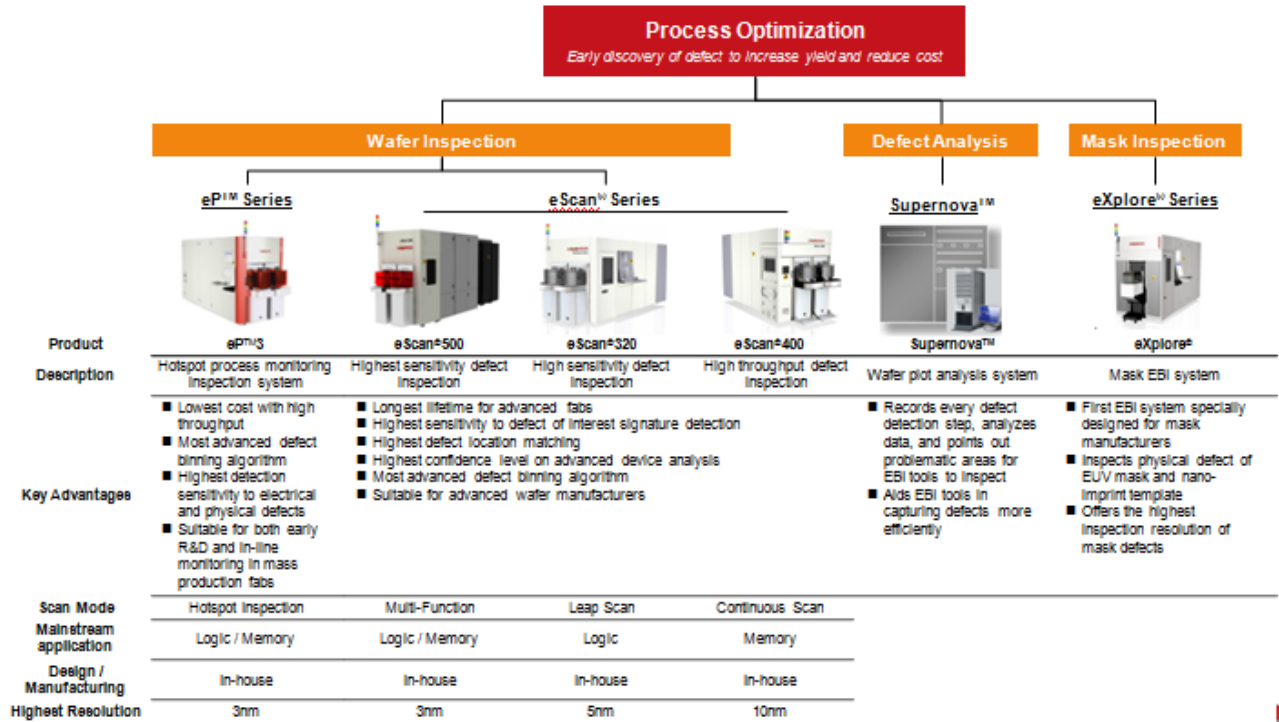 Process Optimization
Early discovery of defect to increase yield and reduce cost
Wafer Inspection
Defect Analysis
Mask Inspection
eP™ Series
eScan® Series
Supernova™
eXplore® Series
Product
eP™3
eScan®500
eScan®320
eScan®400
Supernova™
eXplore®
Description
Hotspot process monitoring
inspection system
Highest sensitivity defect
inspection
High sensitivity defect
inspection
High throughput defect
inspection
Wafer plot analysis system
Mask EBI system
Key Advantages
■ Lowest cost with high
throughput
■ Most advanced defect
binning algorithm
■ Highest detection
sensitivity to electrical
and physical defects
■ Suitable for both early
R&D and in-line
monitoring in mass
production fabs
■ Longest lifetime for advanced fabs
■ Highest sensitivity to defect of interest signature detection
■ Highest defect location matching
■ Highest confidence level on advanced device analysis
■ Most advanced defect binning algorithm
■ Suitable for advanced wafer manufacturers
■ Records every defect
detection step, analyzes
data, and points out
problematic areas for
EBI tools to inspect
■ Aids EBI tools in
capturing defects more
efficiently
■ First EBI system specially
designed for mask
manufacturers
■ Inspects physical defect of
EUV mask and nano-
imprint template
■ Offers the highest
inspection resolution of
mask defects
Scan Mode
Hotspot Inspection
Multi-Function
Leap Scan
Continuous Scan
Mainstream
application
Logic / Memory
Logic / Memory
Logic
Memory
Design /
Manufacturing
In-house
In-house
In-house
In-house
Highest Resolution
3nm
3nm
5nm
10nm